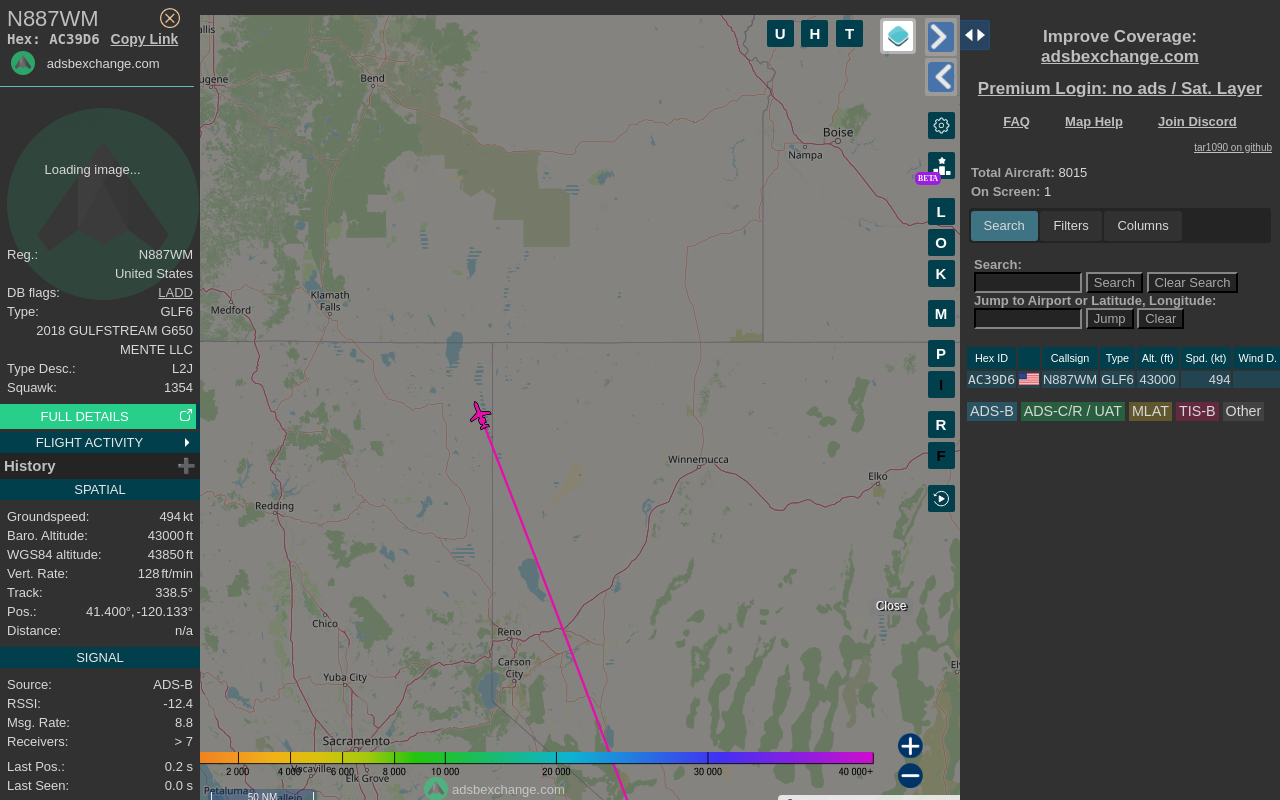 N887WM
Hex: AC39D6 Copy Link
adsbexchange.com
Loading image...
Reg.: N887WM
United States
DB flags: LADD
Type: GLF6
2018 GULFSTREAM G650
MENTE LLC
Type Desc.: L2J
Squawk: 1354
FULL DETAILS
FLIGHT ACTIVITY
History
SPATIAL
Groundspeed: 494 kt
Baro. Altitude: 43000 ft
WGS84 altitude: 43850 ft
Vert. Rate: 128 ft/min
Track: 338.5°
Pos.: 41.400°, -120.133°
Distance: n/a
SIGNAL
Source: ADS-B
RSSI: -12.4
Msg. Rate: 8.8
Receivers: > 7
Last Pos.: 0.2 s
Last Seen: 0.0 s
allis
ugene
Bend
Boise
Nampa
Medford
Klamath
Falls
Winnemucca
Elko
Redding
Chico
Reno
Carson
City
Yuba City
Sacramento
Vacaville
Elk Grove
Petaluma
allejo
El
Close
U H T
BETA
L
O
K
M
P
I
R
F
2 000 4 000 6 000 8 000 10 000 20 000 30 000 40 000+
adsbexchange.com
50 NM
Improve Coverage:
adsbexchange.com
Premium Login: no ads / Sat. Layer
FAQ Map Help Join Discord
tar1090 on github
Total Aircraft: 8015
On Screen: 1
Search Filters Columns
Search:
Search Clear Search
Jump to Airport or Latitude, Longitude:
Jump Clear
Hex ID Callsign Type Alt. (ft) Spd. (kt) Wind D.
AC39D6 N887WM GLF6 43000 494
ADS-B ADS-C/R / UAT MLAT TIS-B Other